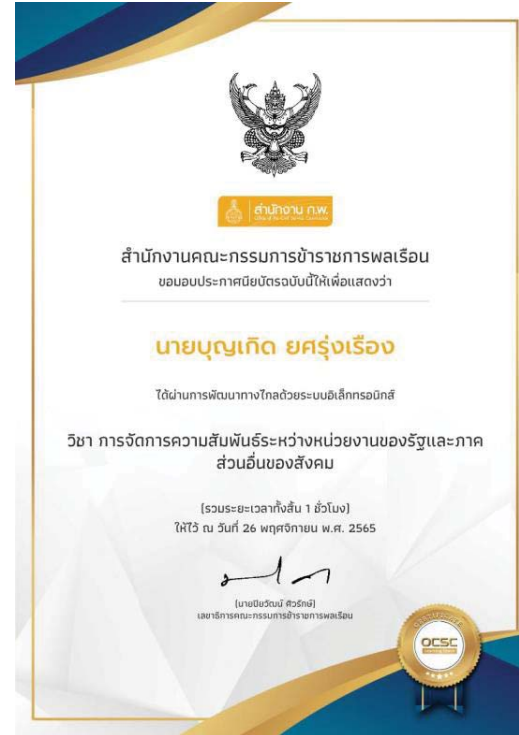 สำนักงาน ก.พ.
สำนักงานคณะกรรมการข้าราชการพลเรือน
ขอมอบประกาศนียบัตรฉบับนี้ให้เพื่อแสดงว่า
นายบุญเกิด ยศรุ่งเรือง
ได้ผ่านการพัฒนาทางไกลด้วยระบบอิเล็กทรอนิกส์
วิชา การจัดการความสัมพันธ์ระหว่างหน่วยงานของรัฐและภาค
ส่วนอื่นของสังคม
(รวมระยะเวลาทั้งสิ้น 1 ชั่วโมง)
ให้ไว้ ณ วันที่ 26 พฤศจิกายน พ.ศ. 2565
(นายปิยวัฒน์ ศิวรักษ์)
เลขาธิการคณะกรรมการข้าราชการพลเรือน
CERTIFICATE
OCSC